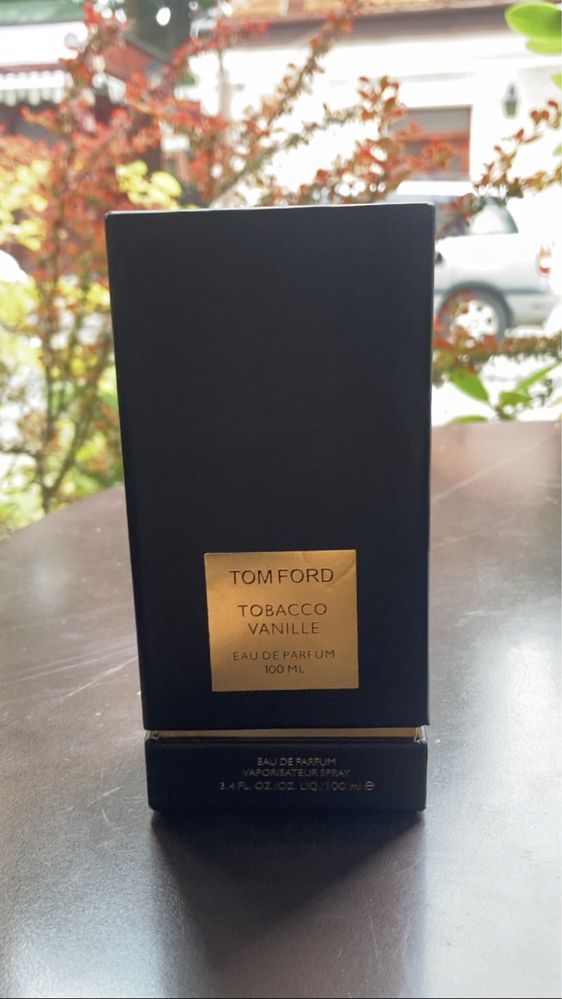 TOM FORD
TOBACCO
VANILLE
EAU DE PARFUM
100 ML
EAU DE PARFUM
VAPORISATEUR SPRAY
3.4 FL. OZ./OZ. LIQ./100 ml ℮